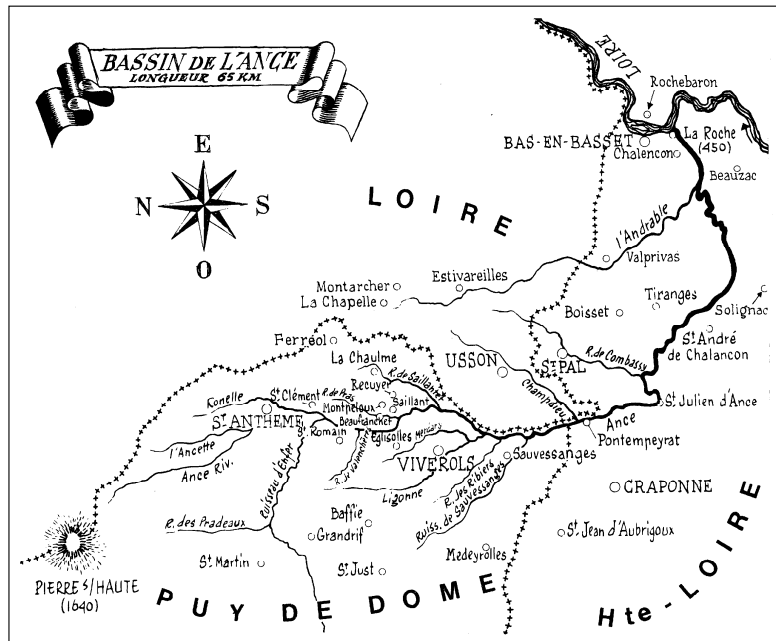 BASSIN DE L'ANCE
LONGUEUR 65 KM
E
N
S
O
LOIRE
Rochebaron
BAS-EN-BASSET
La Roche
(450)
Chalencon
Beauzac
LOIRE
l'Andrable
Valprivas
Estivareilles
Montarcher
La Chapelle
Boisset
Tiranges
Solignac
Ferréol
La Chaulme
USSON
St PAL
R. de Combassy
St André
de Chalancon
R. de Saillant
Recuyer
Champdieu
St Clément
R. de Pras
Montpeloux
Saillant
St Julien d'Ance
St ANTHEME
Beaufranchet
St Romain
Eglisolles
Ance
Pontempeyrat
l'Ancette
Ance Riv.
Ruisseau d'Enfer
VIVEROLS
Sauvessanges
Ligonne
R. des Ribiers
Ruiss. de Sauvessanges
CRAPONNE
R. des Pradeaux
Baffie
Grandrif
St Jean d'Aubrigoux
St Martin
St Just
Medeyrolles
PIERRE S/HAUTE
(1640)
PUY DE DOME
Hte-LOIRE